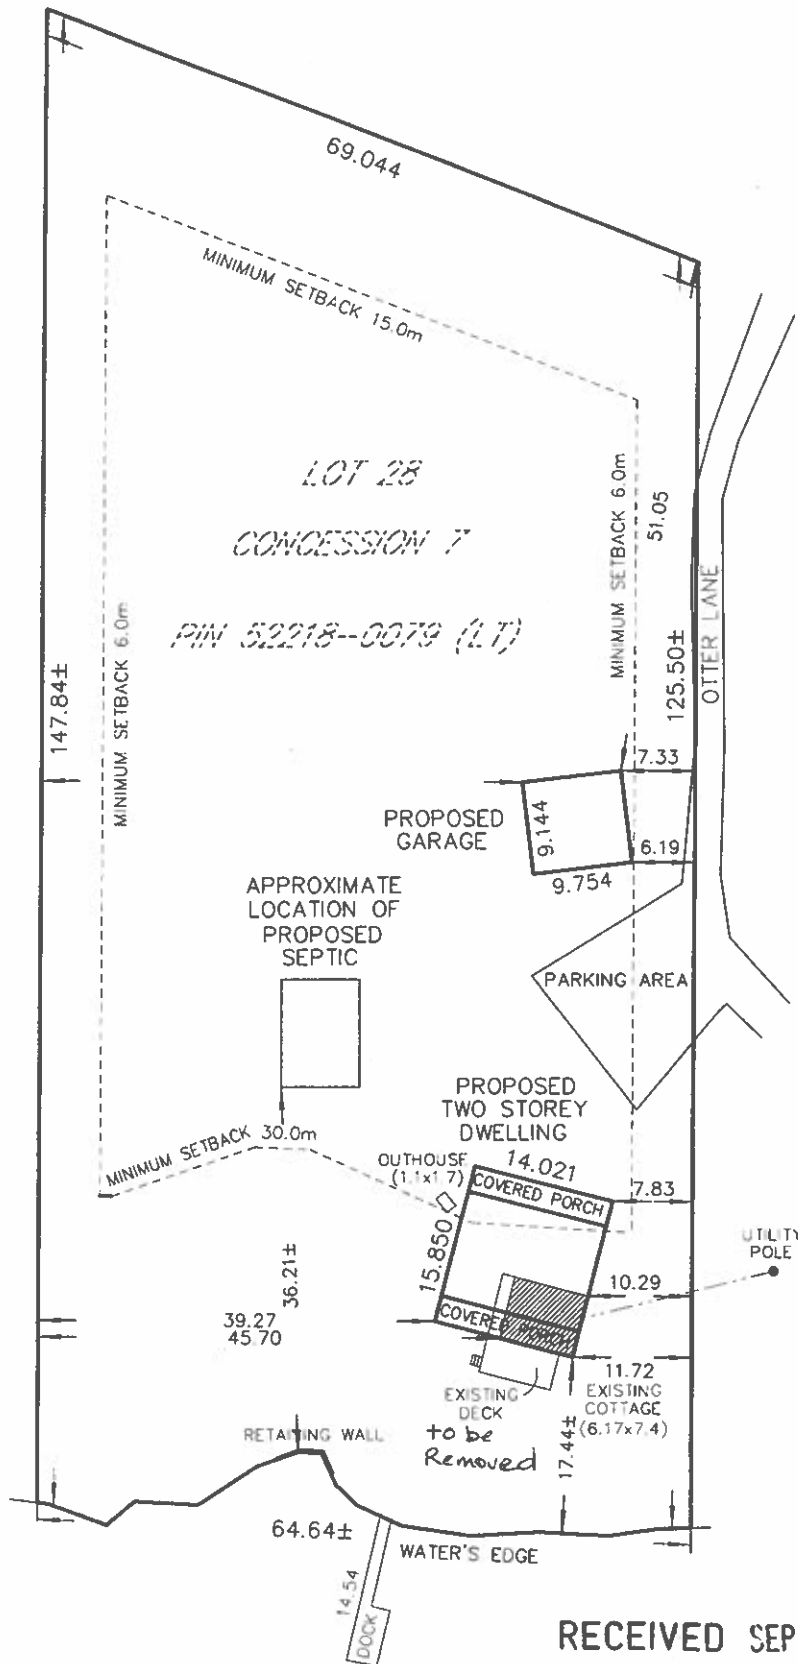 69.044
MINIMUM SETBACK 15.0m
LOT 28
CONCESSION 7
PIN 52218-0079 (LT)
MINIMUM SETBACK 6.0m
51.05
125.50±
OTTER LANE
147.84±
MINIMUM SETBACK 6.0m
7.33
PROPOSED
GARAGE
9.144
6.19
9.754
APPROXIMATE
LOCATION OF
PROPOSED
SEPTIC
PARKING AREA
PROPOSED
TWO STOREY
DWELLING
MINIMUM SETBACK 30.0m
OUTHOUSE
(1.1x1.7)
14.021
COVERED PORCH
7.83
15.850
UTILITY
POLE
36.21±
10.29
39.27
45.70
COVERED PORCH
11.72
EXISTING
COTTAGE
(6.17x7.4)
EXISTING
DECK
to be
Removed
17.44±
RETAINING WALL
64.64±
WATER'S EDGE
14.54
DOCK
RECEIVED SEP